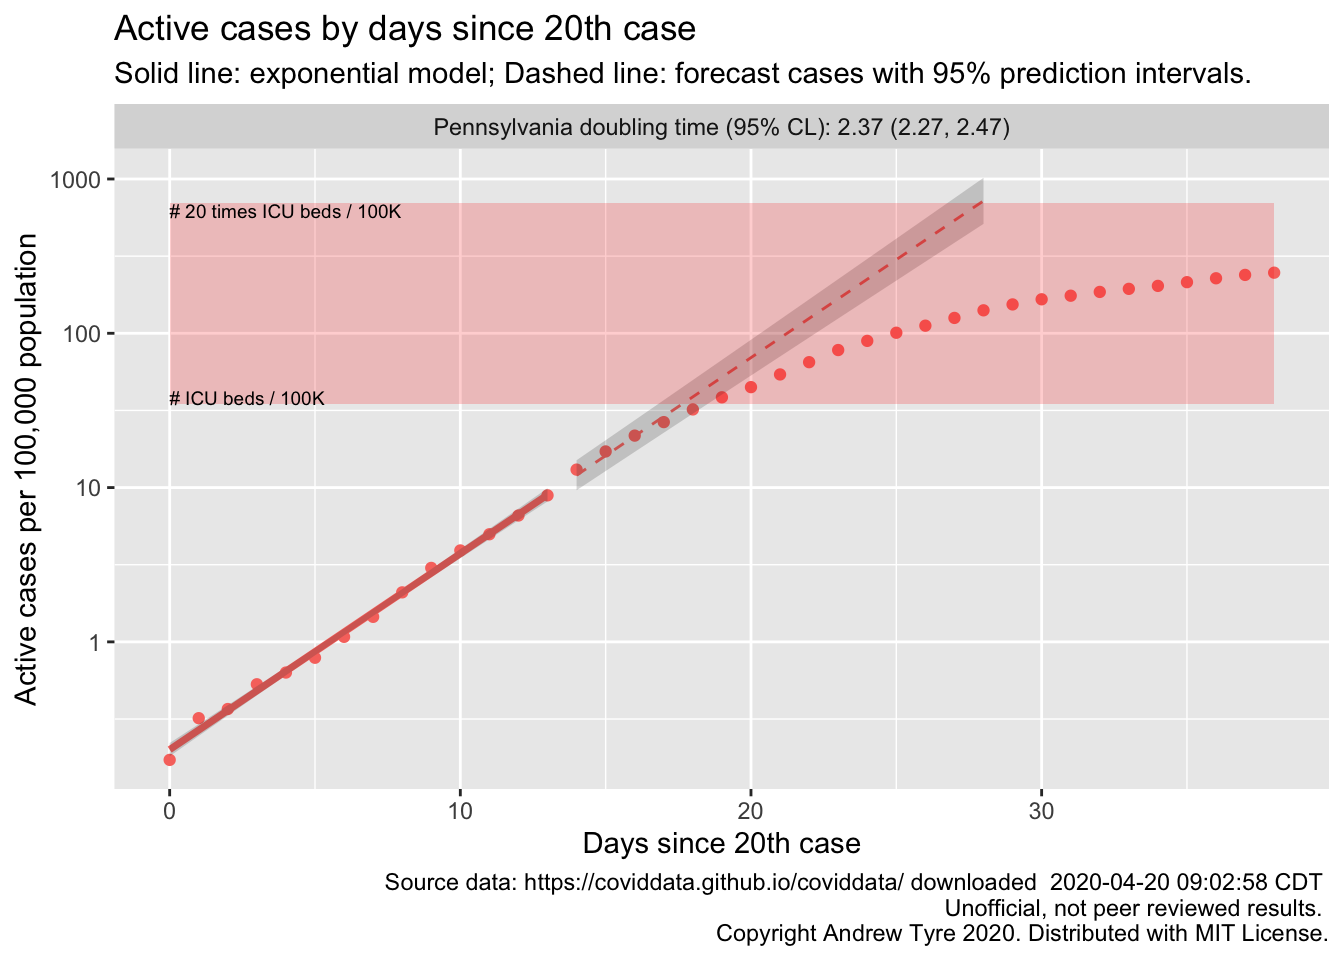 Active cases by days since 20th case
Solid line: exponential model; Dashed line: forecast cases with 95% prediction intervals.
Pennsylvania doubling time (95% CL): 2.37 (2.27, 2.47)
1000
# 20 times ICU beds / 100K
100
# ICU beds / 100K
10
1
Active cases per 100,000 population
0 10 20 30
Days since 20th case
Source data: https://coviddata.github.io/coviddata/ downloaded  2020-04-20 09:02:58 CDT
Unofficial, not peer reviewed results.
Copyright Andrew Tyre 2020. Distributed with MIT License.